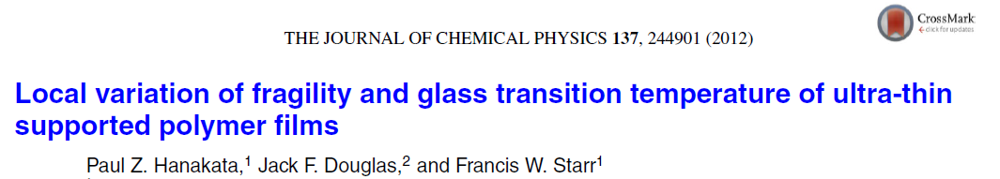 CrossMark
click for updates
THE JOURNAL OF CHEMICAL PHYSICS 137, 244901 (2012)
Local variation of fragility and glass transition temperature of ultra-thin
supported polymer films
Paul Z. Hanakata,¹ Jack F. Douglas,² and Francis W. Starr¹